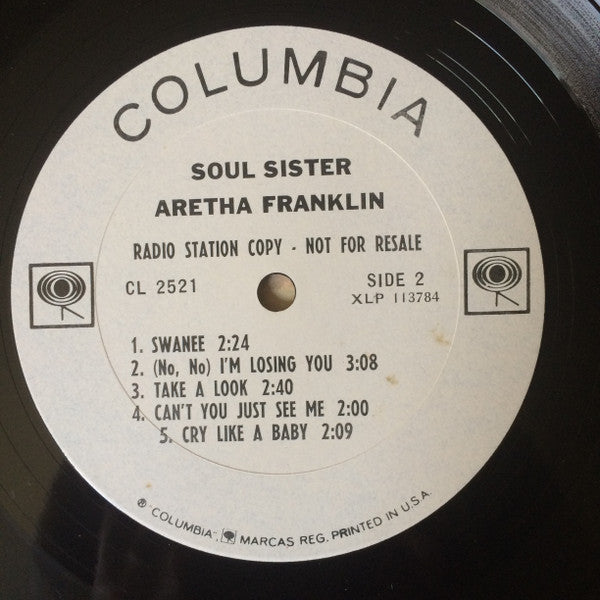 COLUMBIA
SOUL SISTER
ARETHA FRANKLIN
RADIO STATION COPY - NOT FOR RESALE
CL 2521
SIDE 2
XLP 113784
1. SWANEE 2:24
2. (No, No) I'M LOSING YOU 3:08
3. TAKE A LOOK 2:40
4. CAN'T YOU JUST SEE ME 2:00
5. CRY LIKE A BABY 2:09
® "COLUMBIA", MARCAS REG. PRINTED IN U.S.A.